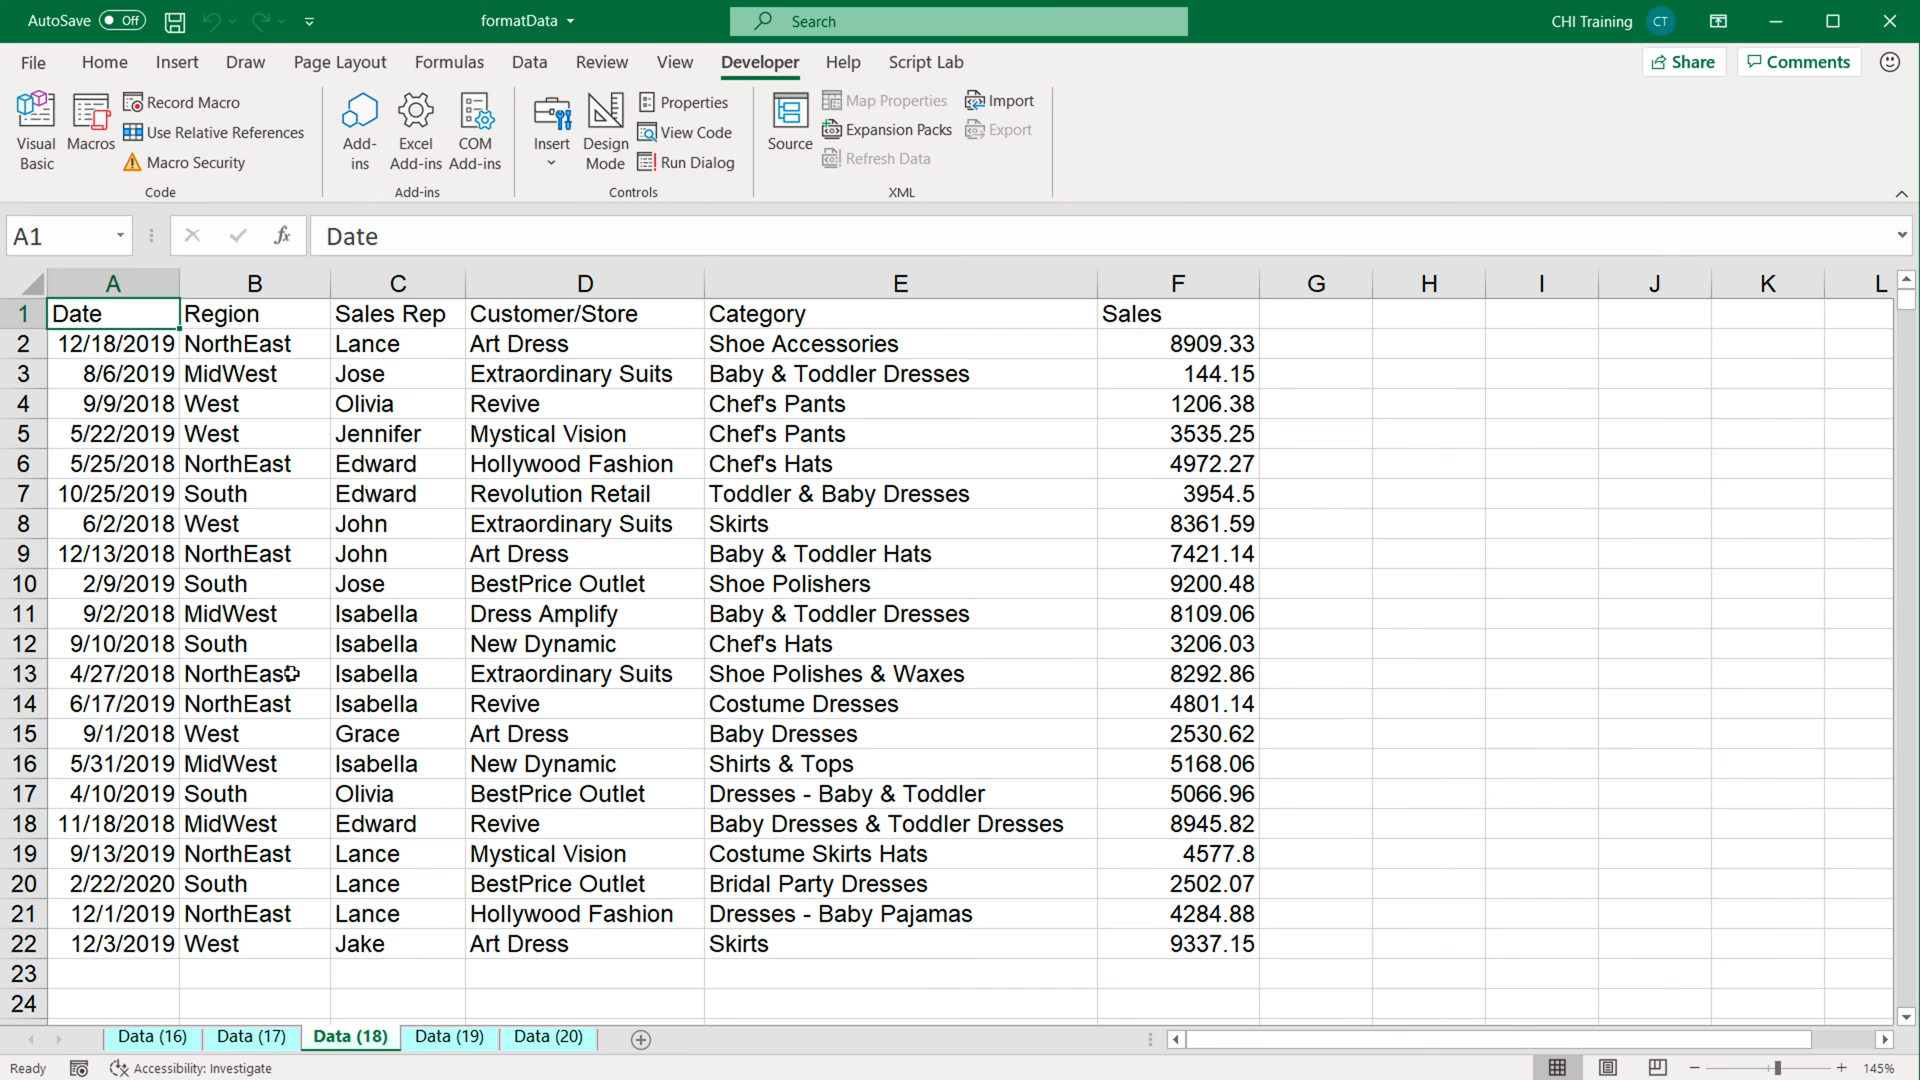 AutoSave Off formatData Search CHI Training CT
File Home Insert Draw Page Layout Formulas Data Review View Developer Help Script Lab Share Comments
Visual Basic
Macros
Record Macro
Use Relative References
Macro Security
Code
Add-ins
Excel Add-ins
COM Add-ins
Add-ins
Insert
Design Mode
Properties
View Code
Run Dialog
Controls
Source
Map Properties
Expansion Packs
Refresh Data
Import
Export
XML
A1 fx Date
A B C D E F G H I J K L
1 Date Region Sales Rep Customer/Store Category Sales
2 12/18/2019 NorthEast Lance Art Dress Shoe Accessories 8909.33
3 8/6/2019 MidWest Jose Extraordinary Suits Baby & Toddler Dresses 144.15
4 9/9/2018 West Olivia Revive Chef's Pants 1206.38
5 5/22/2019 West Jennifer Mystical Vision Chef's Pants 3535.25
6 5/25/2018 NorthEast Edward Hollywood Fashion Chef's Hats 4972.27
7 10/25/2019 South Edward Revolution Retail Toddler & Baby Dresses 3954.5
8 6/2/2018 West John Extraordinary Suits Skirts 8361.59
9 12/13/2018 NorthEast John Art Dress Baby & Toddler Hats 7421.14
10 2/9/2019 South Jose BestPrice Outlet Shoe Polishers 9200.48
11 9/2/2018 MidWest Isabella Dress Amplify Baby & Toddler Dresses 8109.06
12 9/10/2018 South Isabella New Dynamic Chef's Hats 3206.03
13 4/27/2018 NorthEast Isabella Extraordinary Suits Shoe Polishes & Waxes 8292.86
14 6/17/2019 NorthEast Isabella Revive Costume Dresses 4801.14
15 9/1/2018 West Grace Art Dress Baby Dresses 2530.62
16 5/31/2019 MidWest Isabella New Dynamic Shirts & Tops 5168.06
17 4/10/2019 South Olivia BestPrice Outlet Dresses - Baby & Toddler 5066.96
18 11/18/2018 MidWest Edward Revive Baby Dresses & Toddler Dresses 8945.82
19 9/13/2019 NorthEast Lance Mystical Vision Costume Skirts Hats 4577.8
20 2/22/2020 South Lance BestPrice Outlet Bridal Party Dresses 2502.07
21 12/1/2019 NorthEast Lance Hollywood Fashion Dresses - Baby Pajamas 4284.88
22 12/3/2019 West Jake Art Dress Skirts 9337.15
23
24
Data (16) Data (17) Data (18) Data (19) Data (20)
Ready Accessibility: Investigate 145%